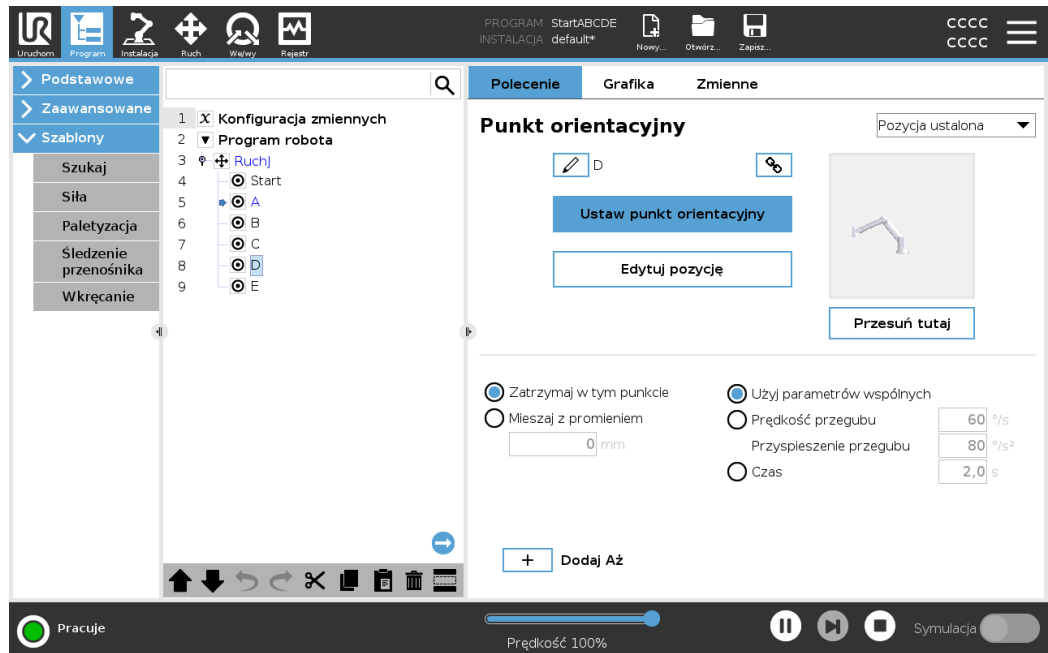 UR
PROGRAM StartABCDE
INSTALACJA default*
CCCC
CCCC
Uruchom Program Instalacja Ruch We/wy Rejestr
Nowy... Otwórz... Zapisz...
Podstawowe
Zaawansowane
Szablony
Szukaj
Siła
Paletyzacja
Śledzenie
przenośnika
Wkręcanie
1 X Konfiguracja zmiennych
2 Program robota
3 RuchJ
4 Start
5 A
6 B
7 C
8 D
9 E
Polecenie Grafika Zmienne
Punkt orientacyjny
Pozycja ustalona
D
Ustaw punkt orientacyjny
Edytuj pozycję
Przesuń tutaj
Zatrzymaj w tym punkcie
Mieszaj z promieniem
0 mm
Użyj parametrów wspólnych
Prędkość przegubu 60 °/s
Przyspieszenie przegubu 80 °/s²
Czas 2,0 s
+ Dodaj Aż
Pracuje
Prędkość 100%
Symulacja